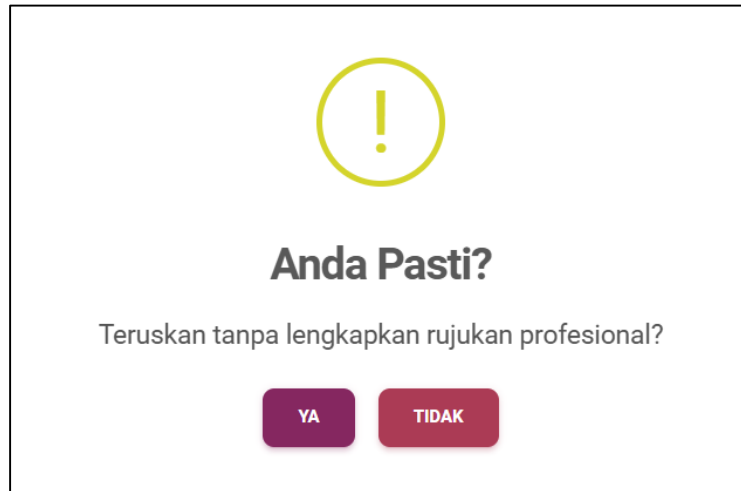 !
Anda Pasti?
Teruskan tanpa lengkapkan rujukan profesional?
YA TIDAK